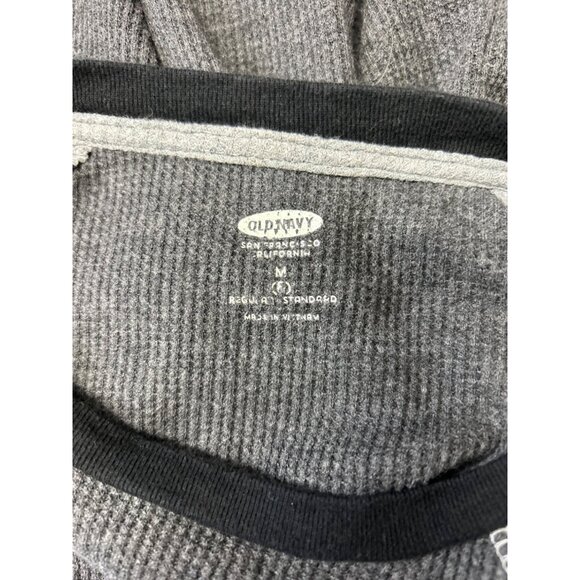 OLD NAVY
SAN FRANCISCO
CALIFORNIA
M
REGULAR - STANDARD
MADE IN VIETNAM